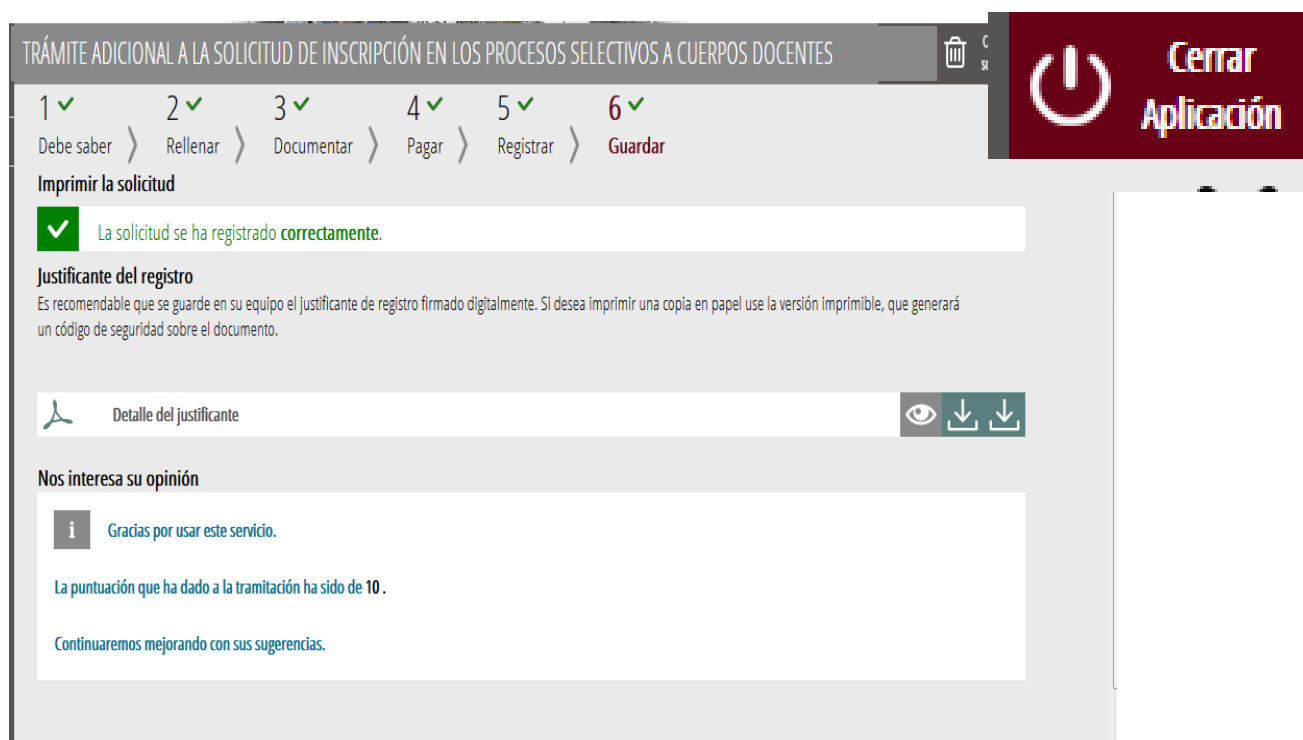 TRÁMITE ADICIONAL A LA SOLICITUD DE INSCRIPCIÓN EN LOS PROCESOS SELECTIVOS A CUERPOS DOCENTES
Cerrar
Aplicación
1 2 3 4 5 6
Debe saber Rellenar Documentar Pagar Registrar Guardar
Imprimir la solicitud
La solicitud se ha registrado correctamente.
Justificante del registro
Es recomendable que se guarde en su equipo el justificante de registro firmado digitalmente. Si desea imprimir una copia en papel use la versión imprimible, que generará
un código de seguridad sobre el documento.
Detalle del justificante
Nos interesa su opinión
i Gracias por usar este servicio.
La puntuación que ha dado a la tramitación ha sido de 10 .
Continuaremos mejorando con sus sugerencias.